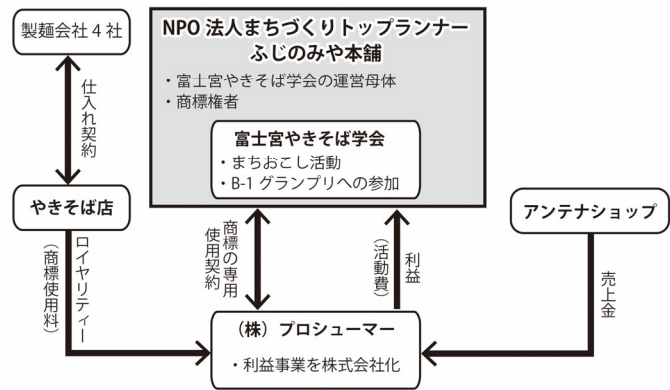 製麺会社4社
NPO 法人まちづくりトップランナー
ふじのみや本舗
・富士宮やきそば学会の運営母体
・商標権者
富士宮やきそば学会
・まちおこし活動
・B-1 グランプリへの参加
仕入れ契約
やきそば店
アンテナショップ
ロイヤリティー
(商標使用料)
商標の専用
使用契約
利益
(活動費)
売上金
(株)プロシューマー
・利益事業を株式会社化